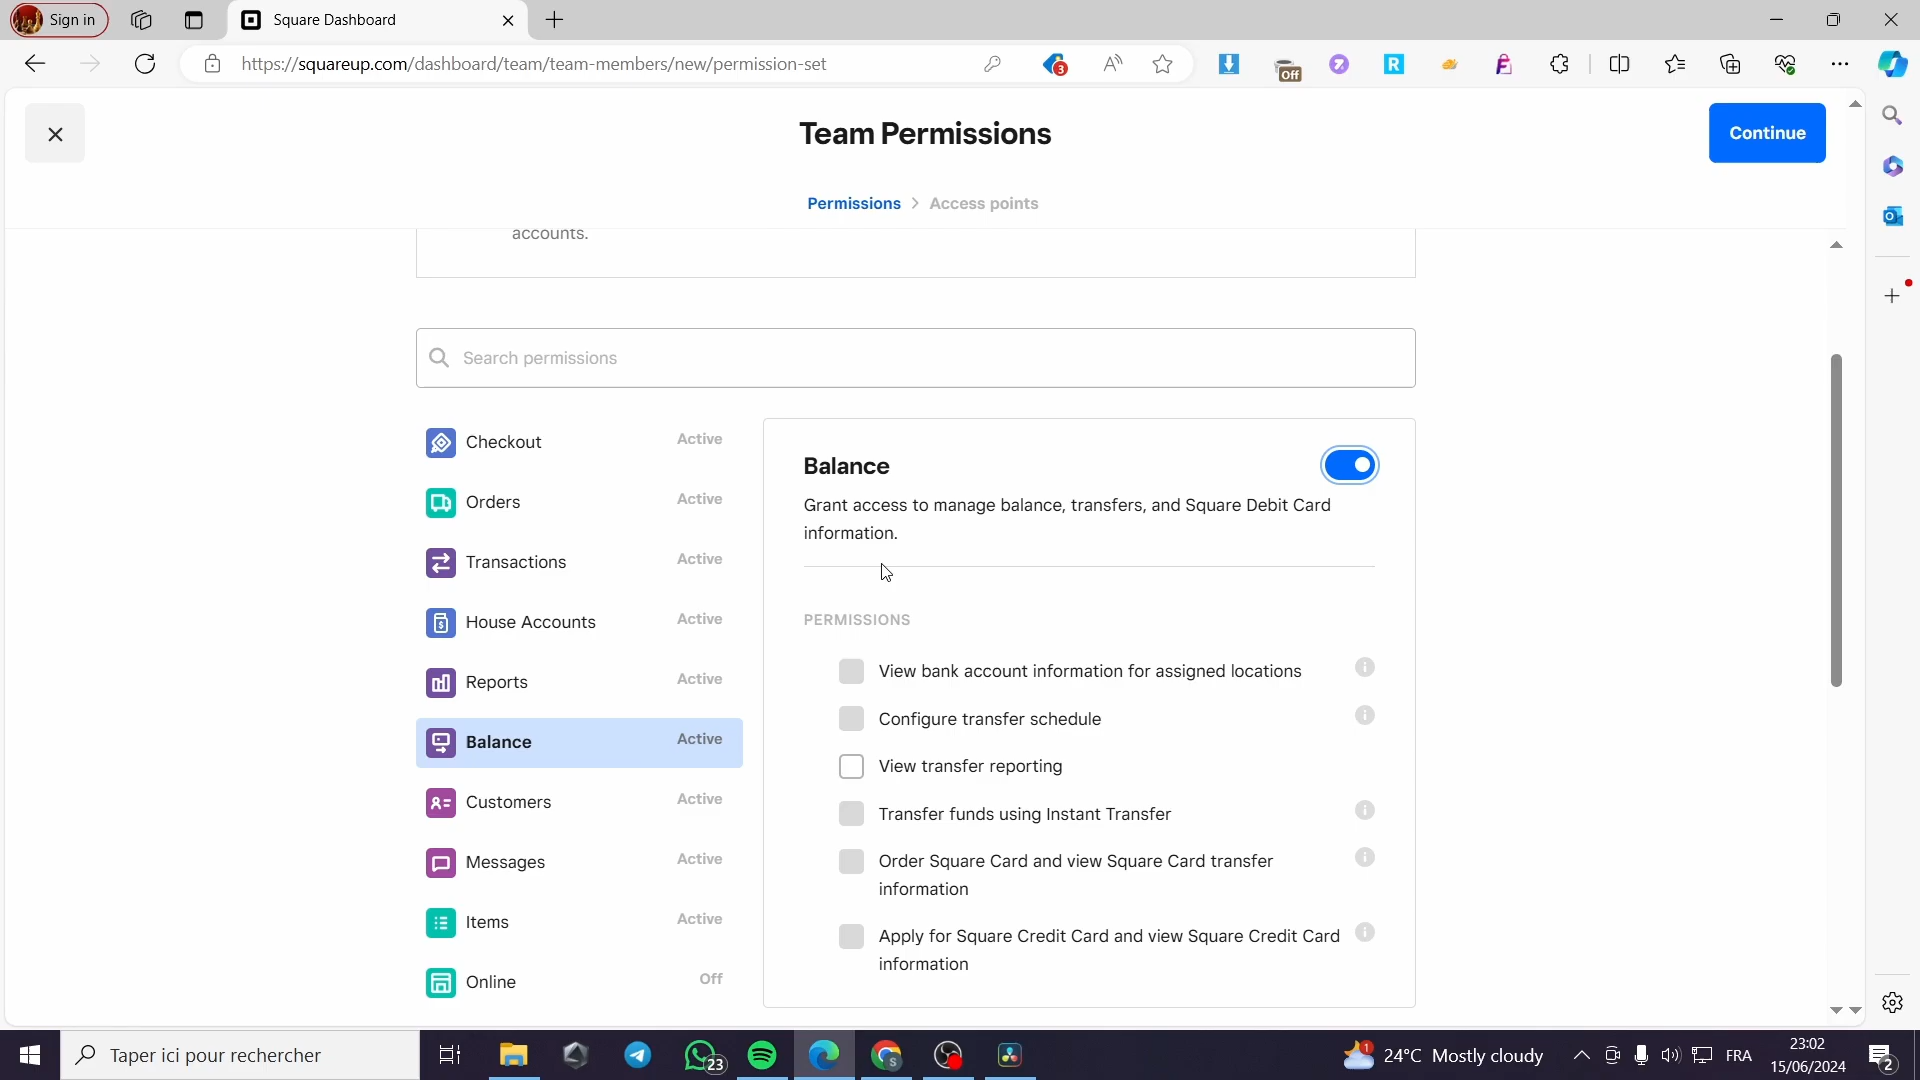 Sign in
Square Dashboard
https://squareup.com/dashboard/team/team-members/new/permission-set
3
Off
R
Team Permissions
Continue
Permissions > Access points
accounts.
Search permissions
Checkout Active
Orders Active
Transactions Active
House Accounts Active
Reports Active
Balance Active
Customers Active
Messages Active
Items Active
Online Off
Balance
Grant access to manage balance, transfers, and Square Debit Card
information.
PERMISSIONS
View bank account information for assigned locations
Configure transfer schedule
View transfer reporting
Transfer funds using Instant Transfer
Order Square Card and view Square Card transfer
information
Apply for Square Credit Card and view Square Credit Card
information
Taper ici pour rechercher
23
1
24°C Mostly cloudy
FRA
23:02
15/06/2024
2